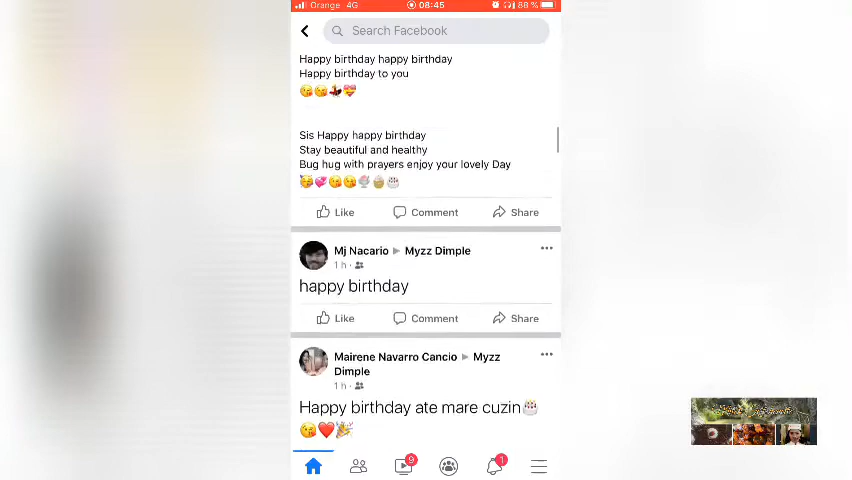 Orange 4G 08:45 88 %
Search Facebook
Happy birthday happy birthday
Happy birthday to you
😘😘💃💝
Sis Happy happy birthday
Stay beautiful and healthy
Bug hug with prayers enjoy your lovely Day
🥳💞😘😘🍨🧁🎂
Like Comment Share
Mj Nacario ▶ Myzz Dimple
1 h ·
happy birthday
Like Comment Share
Mairene Navarro Cancio ▶ Myzz
Dimple
1 h ·
Happy birthday ate mare cuzin🎂
😘❤️🎉
9 1